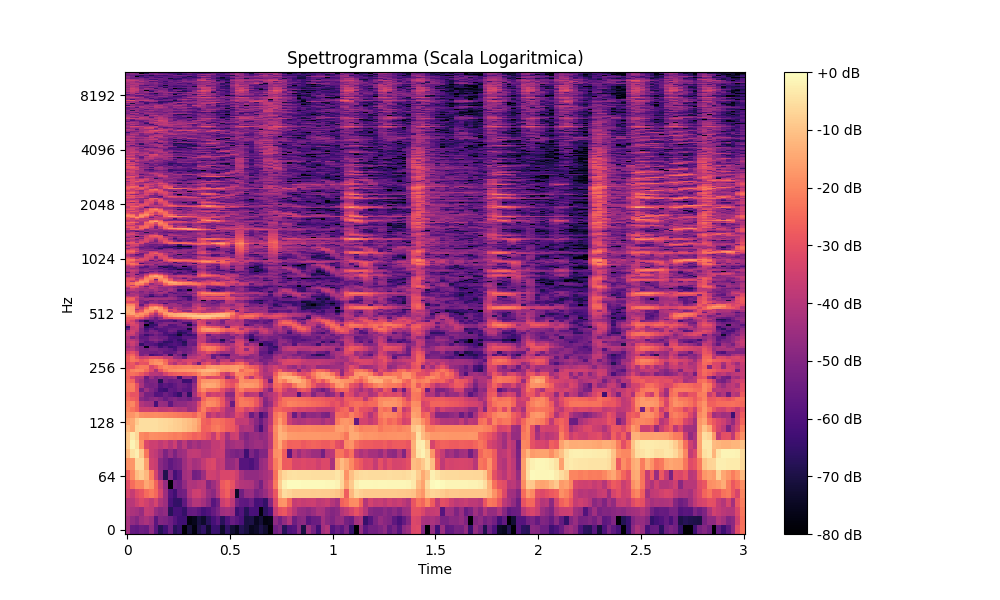 Spettrogramma (Scala Logaritmica)
8192
4096
2048
1024
512
256
128
64
0
Hz
0
0.5
1
1.5
2
2.5
3
Time
+0 dB
-10 dB
-20 dB
-30 dB
-40 dB
-50 dB
-60 dB
-70 dB
-80 dB